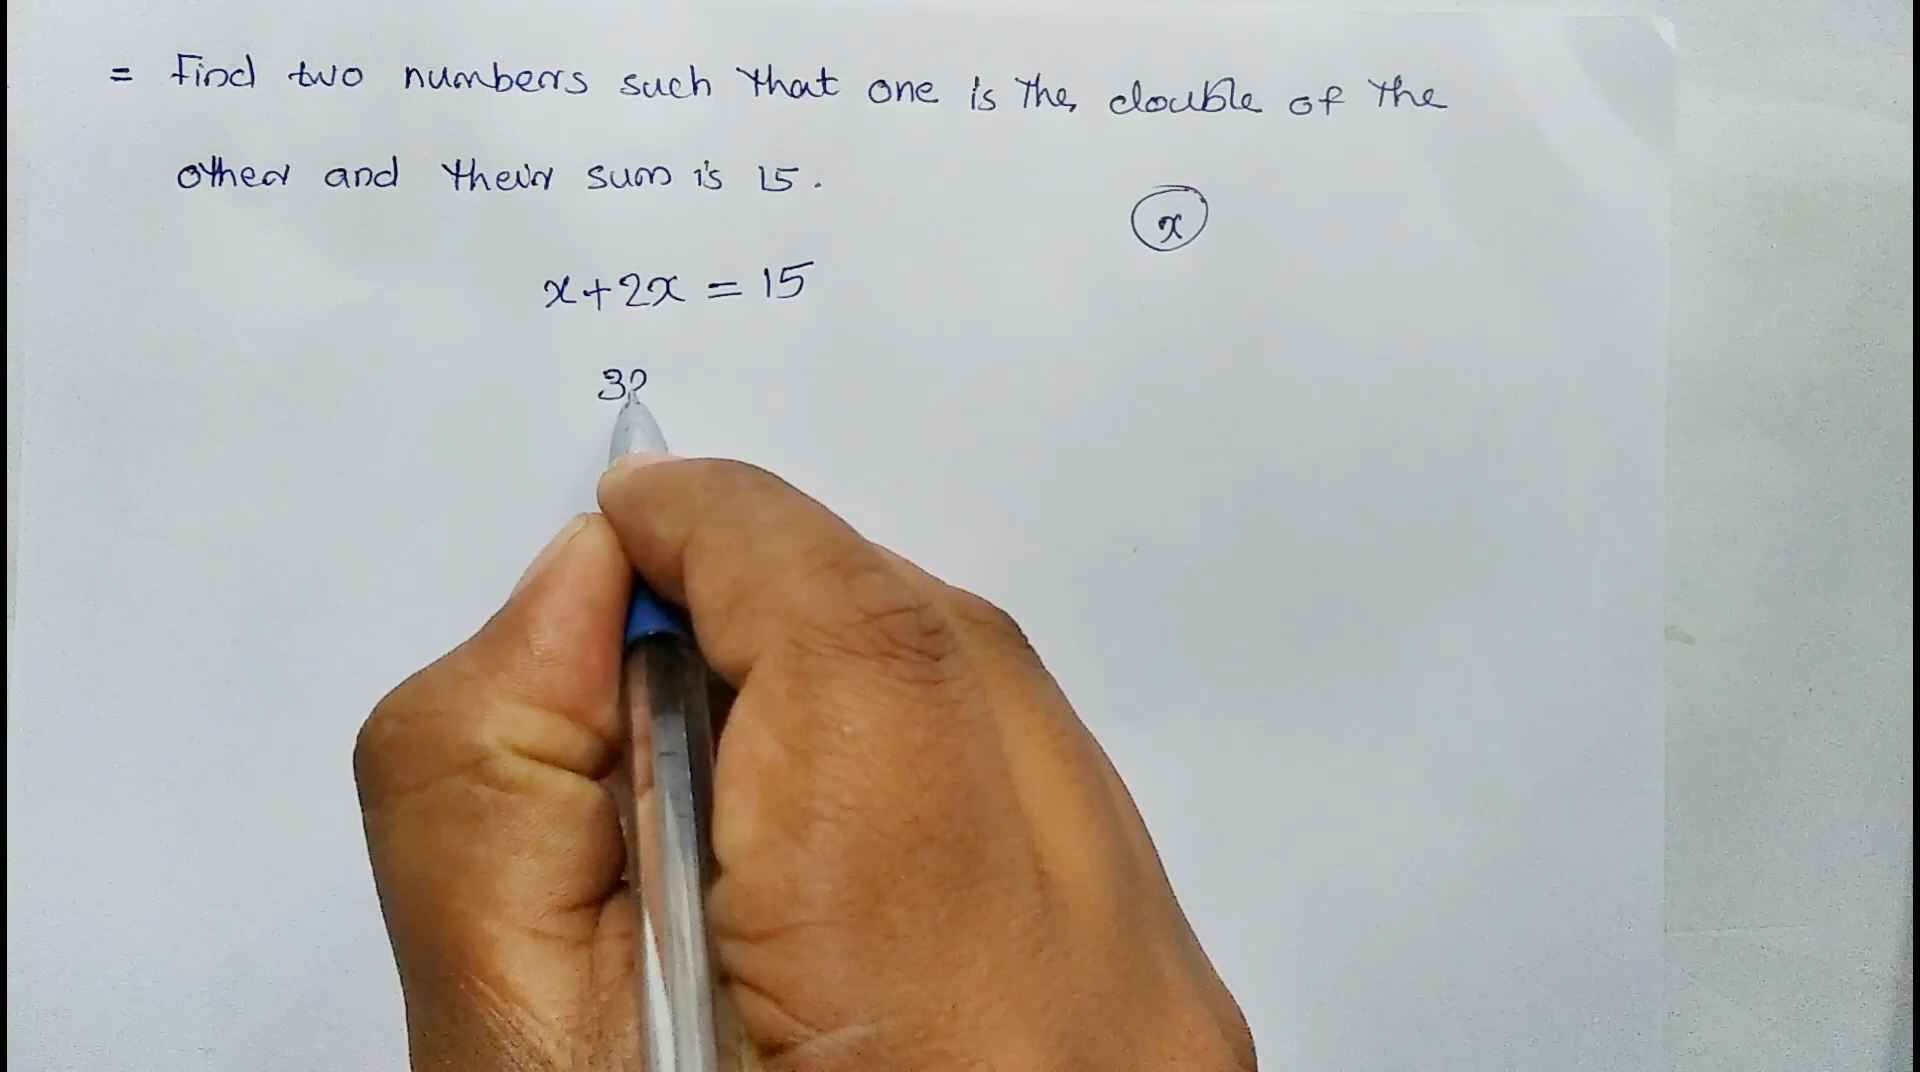 = Find two numbers such that one is the double of the
other and their sum is 15.
x
x+2x = 15
3